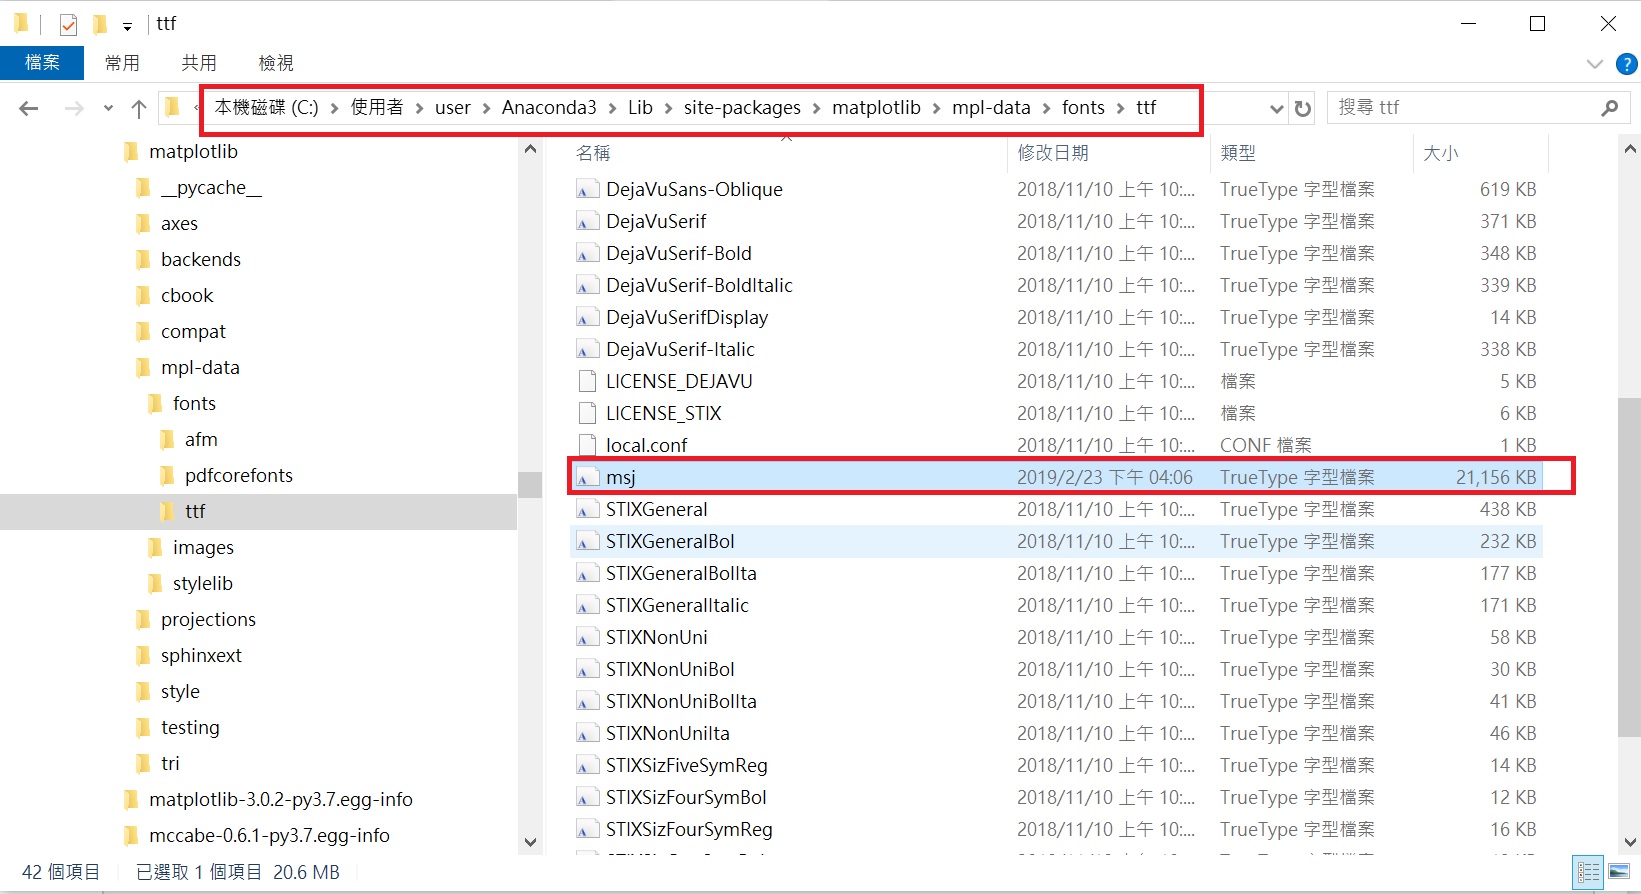 ttf
檔案 常用 共用 檢視
本機磁碟 (C:) › 使用者 › user › Anaconda3 › Lib › site-packages › matplotlib › mpl-data › fonts › ttf
搜尋 ttf
matplotlib
__pycache__
axes
backends
cbook
compat
mpl-data
fonts
afm
pdfcorefonts
ttf
images
stylelib
projections
sphinxext
style
testing
tri
matplotlib-3.0.2-py3.7.egg-info
mccabe-0.6.1-py3.7.egg-info
名稱 修改日期 類型 大小
DejaVuSans-Oblique 2018/11/10 上午 10:... TrueType 字型檔案 619 KB
DejaVuSerif 2018/11/10 上午 10:... TrueType 字型檔案 371 KB
DejaVuSerif-Bold 2018/11/10 上午 10:... TrueType 字型檔案 348 KB
DejaVuSerif-BoldItalic 2018/11/10 上午 10:... TrueType 字型檔案 339 KB
DejaVuSerifDisplay 2018/11/10 上午 10:... TrueType 字型檔案 14 KB
DejaVuSerif-Italic 2018/11/10 上午 10:... TrueType 字型檔案 338 KB
LICENSE_DEJAVU 2018/11/10 上午 10:... 檔案 5 KB
LICENSE_STIX 2018/11/10 上午 10:... 檔案 6 KB
local.conf 2018/11/10 上午 10:... CONF 檔案 1 KB
msj 2019/2/23 下午 04:06 TrueType 字型檔案 21,156 KB
STIXGeneral 2018/11/10 上午 10:... TrueType 字型檔案 438 KB
STIXGeneralBol 2018/11/10 上午 10:... TrueType 字型檔案 232 KB
STIXGeneralBolIta 2018/11/10 上午 10:... TrueType 字型檔案 177 KB
STIXGeneralItalic 2018/11/10 上午 10:... TrueType 字型檔案 171 KB
STIXNonUni 2018/11/10 上午 10:... TrueType 字型檔案 58 KB
STIXNonUniBol 2018/11/10 上午 10:... TrueType 字型檔案 30 KB
STIXNonUniBolIta 2018/11/10 上午 10:... TrueType 字型檔案 41 KB
STIXNonUniIta 2018/11/10 上午 10:... TrueType 字型檔案 46 KB
STIXSizFiveSymReg 2018/11/10 上午 10:... TrueType 字型檔案 14 KB
STIXSizFourSymBol 2018/11/10 上午 10:... TrueType 字型檔案 12 KB
STIXSizFourSymReg 2018/11/10 上午 10:... TrueType 字型檔案 16 KB
42 個項目 已選取 1 個項目 20.6 MB